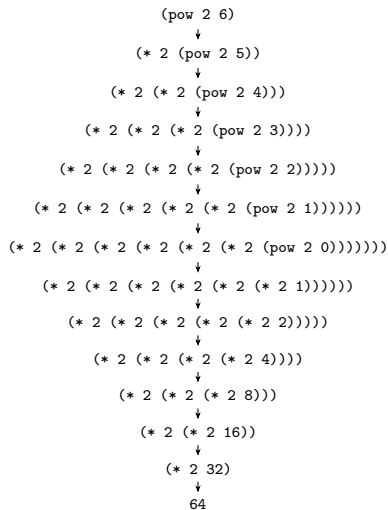 (pow 2 6)
(* 2 (pow 2 5))
(* 2 (* 2 (pow 2 4)))
(* 2 (* 2 (* 2 (pow 2 3))))
(* 2 (* 2 (* 2 (* 2 (pow 2 2)))))
(* 2 (* 2 (* 2 (* 2 (* 2 (pow 2 1))))))
(* 2 (* 2 (* 2 (* 2 (* 2 (* 2 (pow 2 0)))))))
(* 2 (* 2 (* 2 (* 2 (* 2 (* 2 1))))))
(* 2 (* 2 (* 2 (* 2 (* 2 2)))))
(* 2 (* 2 (* 2 (* 2 4))))
(* 2 (* 2 (* 2 8)))
(* 2 (* 2 16))
(* 2 32)
64